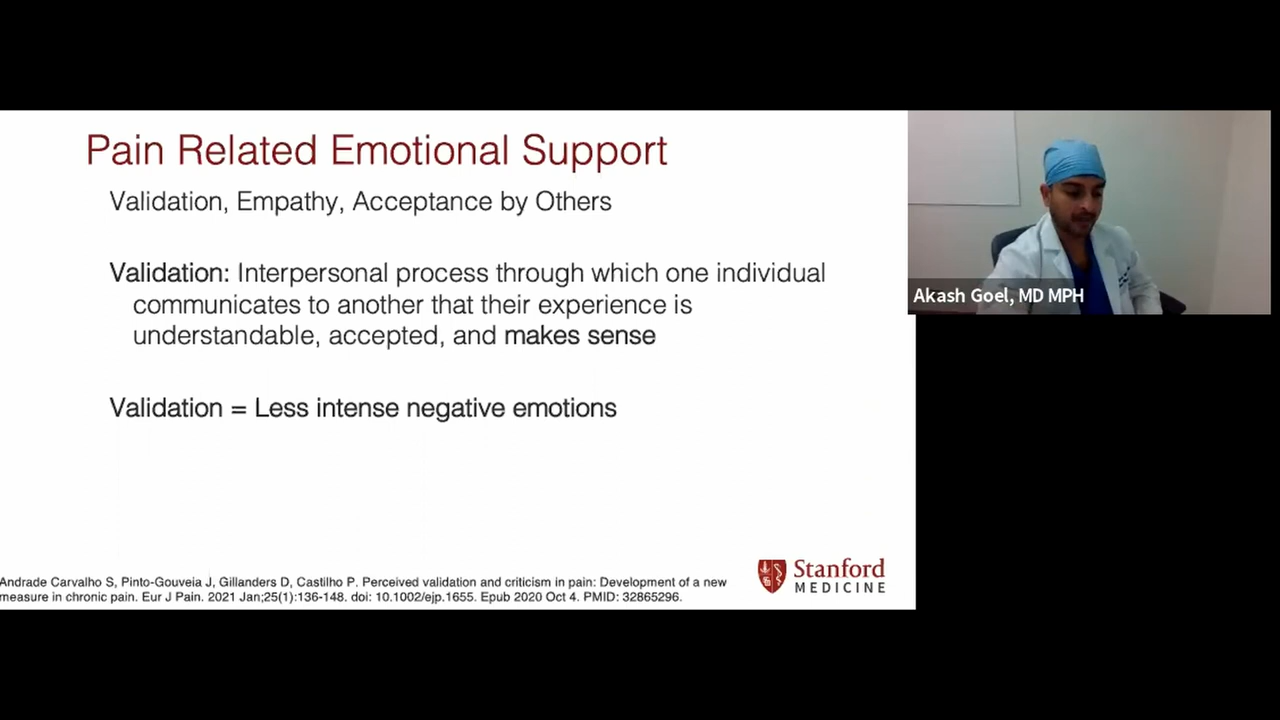 Pain Related Emotional Support
Validation, Empathy, Acceptance by Others
Validation: Interpersonal process through which one individual
communicates to another that their experience is
understandable, accepted, and makes sense
Validation = Less intense negative emotions
Andrade Carvalho S, Pinto-Gouveia J, Gillanders D, Castilho P. Perceived validation and criticism in pain: Development of a new
measure in chronic pain. Eur J Pain. 2021 Jan;25(1):136-148. doi: 10.1002/ejp.1655. Epub 2020 Oct 4. PMID: 32865296.
Stanford
MEDICINE
Akash Goel, MD MPH